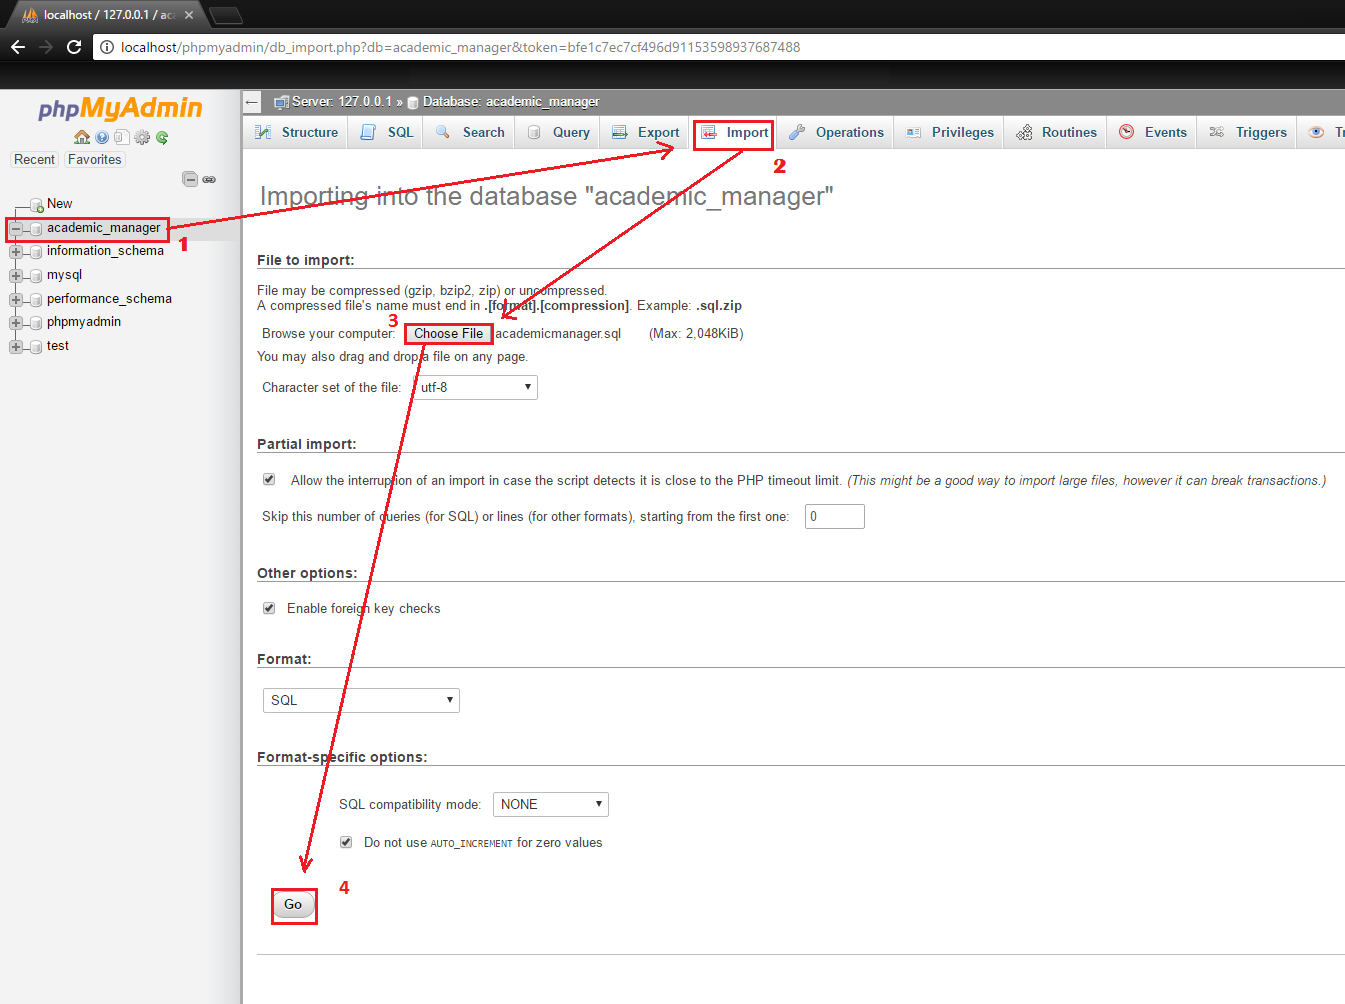 localhost / 127.0.0.1 / aca
localhost/phpmyadmin/db_import.php?db=academic_manager&token=bfe1c7ec7cf496d91153598937687488
phpMyAdmin
Recent Favorites
New
academic_manager
1
information_schema
mysql
performance_schema
phpmyadmin
test
Server: 127.0.0.1 » Database: academic_manager
Structure SQL Search Query Export Import Operations Privileges Routines Events Triggers Tr
2
Importing into the database "academic_manager"
File to import:
File may be compressed (gzip, bzip2, zip) or uncompressed.
A compressed file's name must end in .[format].[compression]. Example: .sql.zip
3
Browse your computer: Choose File academicmanager.sql (Max: 2,048KiB)
You may also drag and drop a file on any page.
Character set of the file: utf-8
Partial import:
Allow the interruption of an import in case the script detects it is close to the PHP timeout limit. (This might be a good way to import large files, however it can break transactions.)
Skip this number of queries (for SQL) or lines (for other formats), starting from the first one: 0
Other options:
Enable foreign key checks
Format:
SQL
Format-specific options:
SQL compatibility mode: NONE
Do not use AUTO_INCREMENT for zero values
4
Go